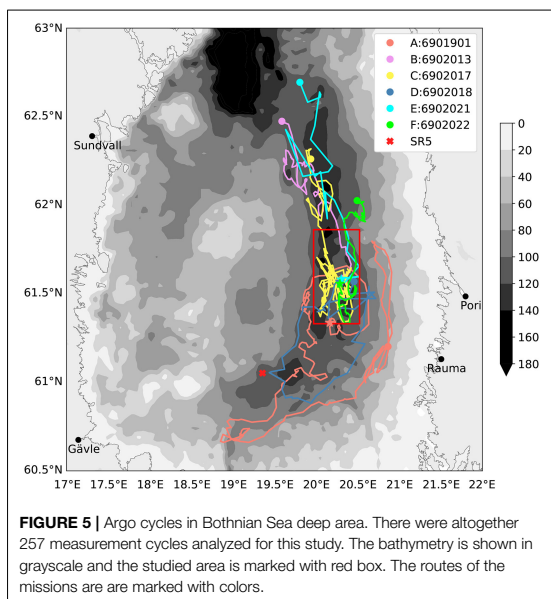 63°N
62.5°N
62°N
61.5°N
61°N
60.5°N
17°E 17.5°E 18°E 18.5°E 19°E 19.5°E 20°E 20.5°E 21°E 21.5°E 22°E
A:6901901
B:6902013
C:6902017
D:6902018
E:6902021
F:6902022
SR5
Sundvall
Pori
Rauma
Gävle
0
20
40
60
80
100
120
140
160
180
FIGURE 5 | Argo cycles in Bothnian Sea deep area. There were altogether
257 measurement cycles analyzed for this study. The bathymetry is shown in
grayscale and the studied area is marked with red box. The routes of the
missions are are marked with colors.